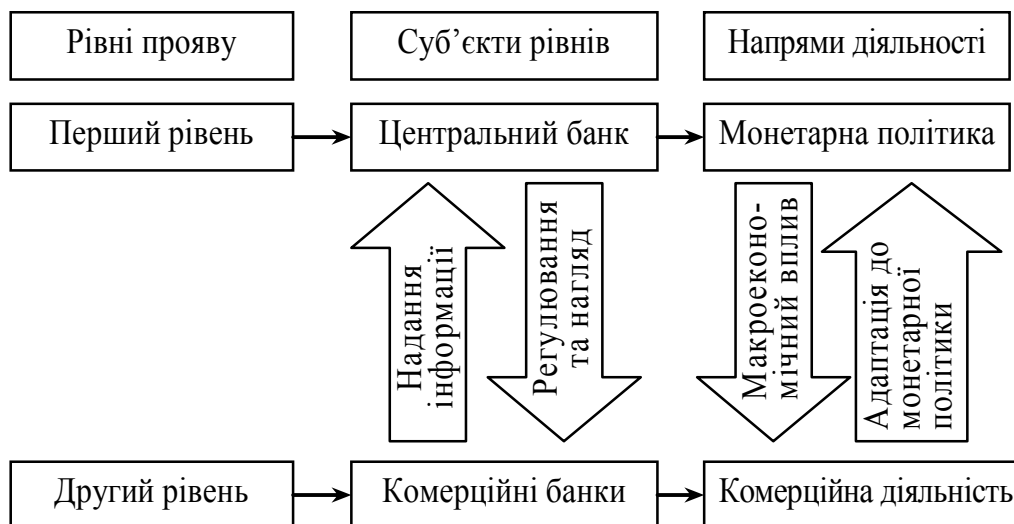 Рівні прояву
Суб’єкти рівнів
Напрями діяльності
Перший рівень
Центральний банк
Монетарна політика
Надання
інформації
Регулювання
та нагляд
Макроеконо-
мічний вплив
Адаптація до
монетарної
політики
Другий рівень
Комерційні банки
Комерційна діяльність